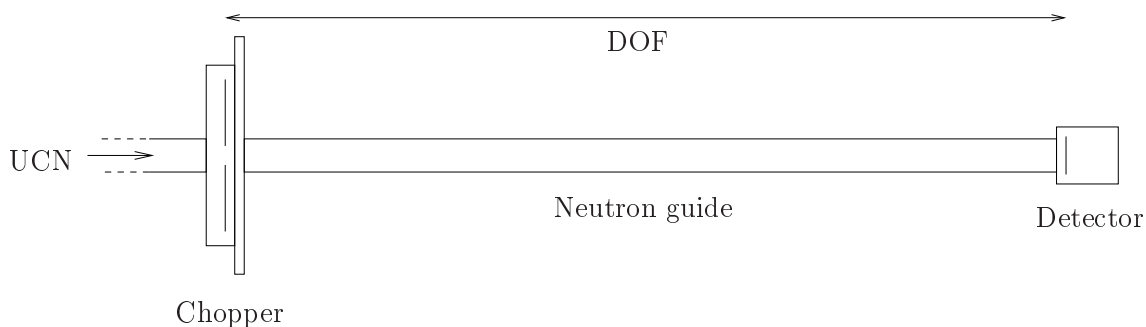 DOF
UCN
Neutron guide
Detector
Chopper